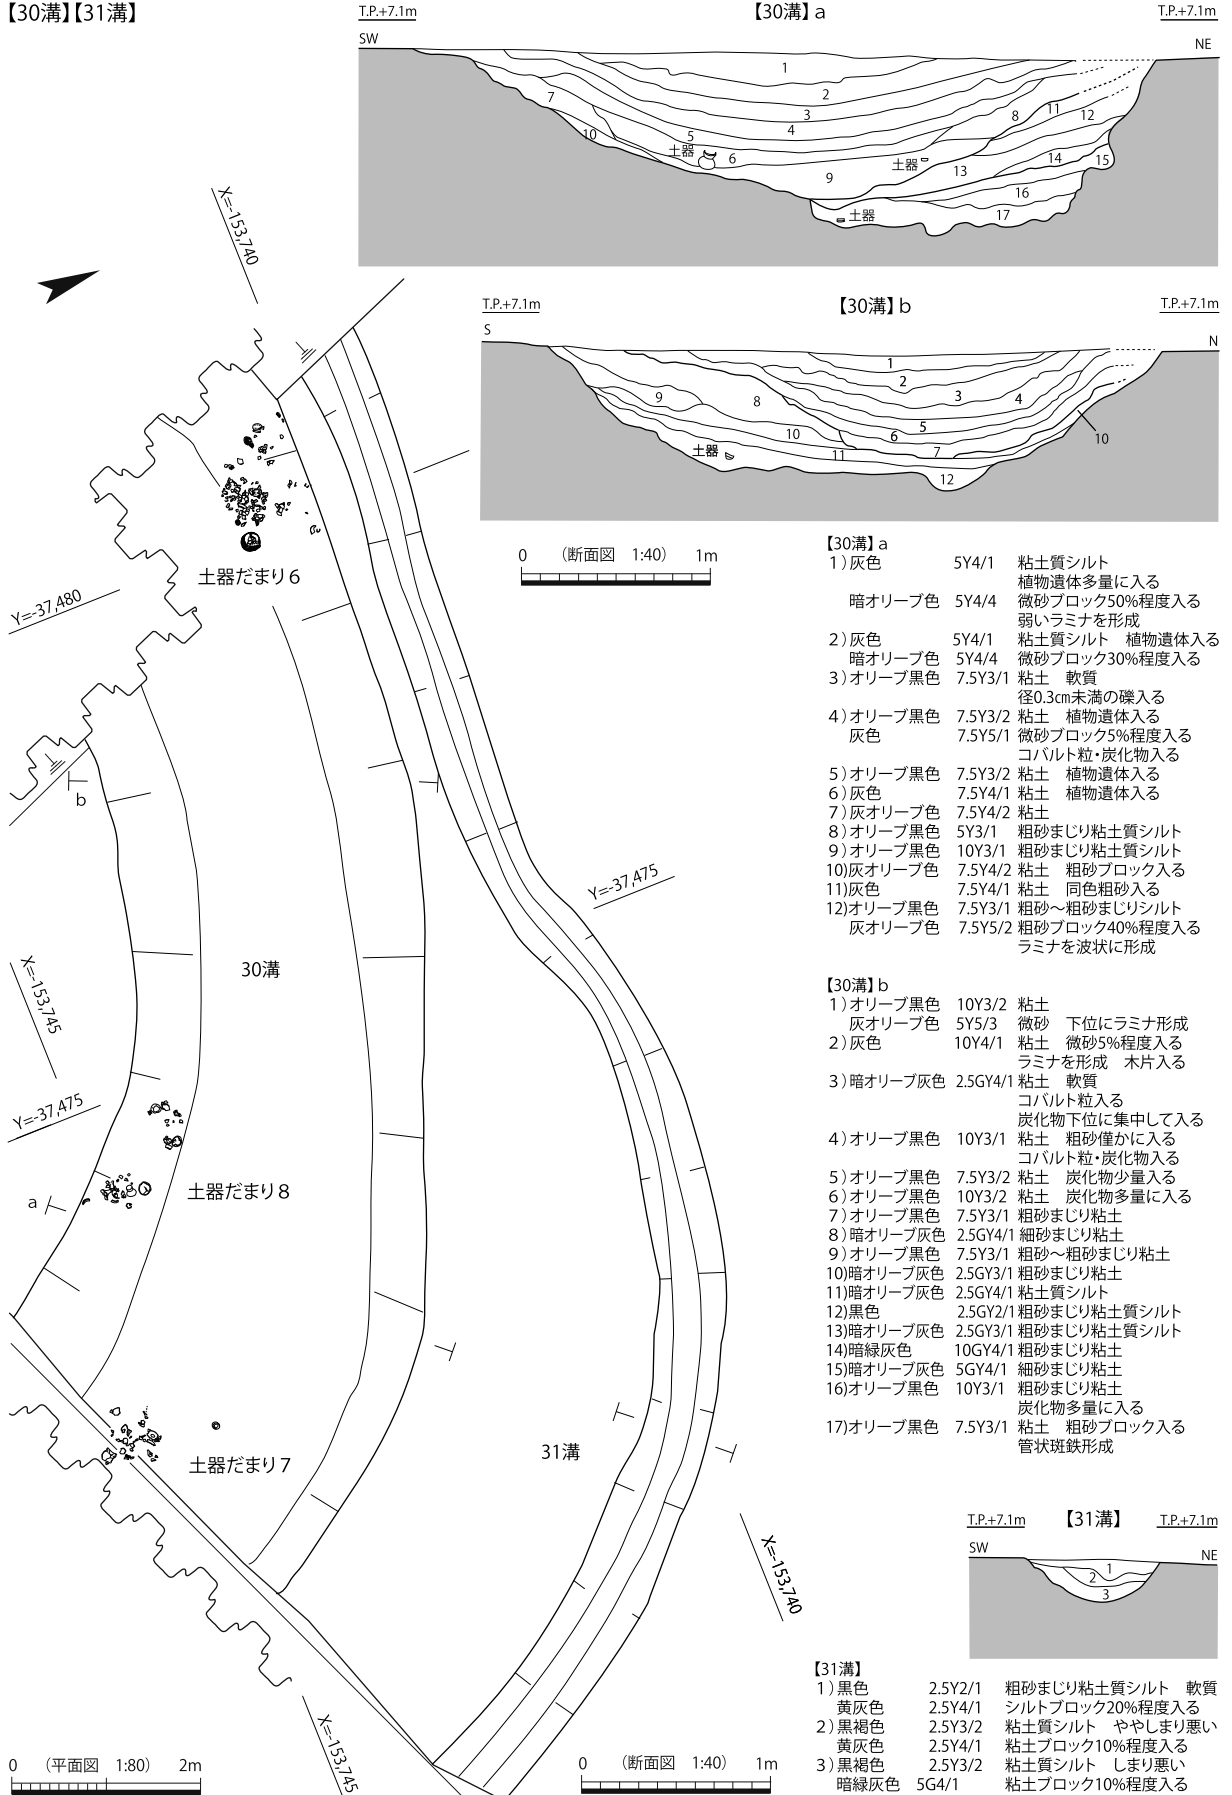 【30溝】【31溝】
T.P.+7.1m
【30溝】a
T.P.+7.1m
SW
NE
1
2
3
4
5
6
7
8
9
10
11
12
13
14
15
16
17
土器
土器
土器
X=-153,740
T.P.+7.1m
【30溝】b
T.P.+7.1m
S
N
1
2
3
4
5
6
7
8
9
10
10
11
12
土器
0 （断面図 1:40） 1m
土器だまり6
Y=-37,480
b
Y=-37,475
30溝
X=-153,745
Y=-37,475
a
土器だまり8
土器だまり7
31溝
X=-153,740
X=-153,745
【30溝】a
1）灰色 5Y4/1 粘土質シルト
植物遺体多量に入る
暗オリーブ色 5Y4/4 微砂ブロック50%程度入る
弱いラミナを形成
2）灰色 5Y4/1 粘土質シルト 植物遺体入る
暗オリーブ色 5Y4/4 微砂ブロック30%程度入る
3）オリーブ黒色 7.5Y3/1 粘土 軟質
径0.3㎝未満の礫入る
4）オリーブ黒色 7.5Y3/2 粘土 植物遺体入る
灰色 7.5Y5/1 微砂ブロック5%程度入る
コバルト粒・炭化物入る
5）オリーブ黒色 7.5Y3/2 粘土 植物遺体入る
6）灰色 7.5Y4/1 粘土 植物遺体入る
7）灰オリーブ色 7.5Y4/2 粘土
8）オリーブ黒色 5Y3/1 粗砂まじり粘土質シルト
9）オリーブ黒色 10Y3/1 粗砂まじり粘土質シルト
10)灰オリーブ色 7.5Y4/2 粘土 粗砂ブロック入る
11)灰色 7.5Y4/1 粘土 同色粗砂入る
12)オリーブ黒色 7.5Y3/1 粗砂～粗砂まじりシルト
灰オリーブ色 7.5Y5/2 粗砂ブロック40%程度入る
ラミナを波状に形成
【30溝】b
1）オリーブ黒色 10Y3/2 粘土
灰オリーブ色 5Y5/3 微砂 下位にラミナ形成
2）灰色 10Y4/1 粘土 微砂5%程度入る
ラミナを形成 木片入る
3）暗オリーブ灰色 2.5GY4/1 粘土 軟質
コバルト粒入る
炭化物下位に集中して入る
4）オリーブ黒色 10Y3/1 粘土 粗砂僅かに入る
コバルト粒・炭化物入る
5）オリーブ黒色 7.5Y3/2 粘土 炭化物少量入る
6）オリーブ黒色 10Y3/2 粘土 炭化物多量に入る
7）オリーブ黒色 7.5Y3/1 粗砂まじり粘土
8）暗オリーブ灰色 2.5GY4/1 細砂まじり粘土
9）オリーブ黒色 7.5Y3/1 粗砂～粗砂まじり粘土
10)暗オリーブ灰色 2.5GY3/1 粗砂まじり粘土
11)暗オリーブ灰色 2.5GY4/1 粘土質シルト
12)黒色 2.5GY2/1 粗砂まじり粘土質シルト
13)暗オリーブ灰色 2.5GY3/1 粗砂まじり粘土質シルト
14)暗緑灰色 10GY4/1 粗砂まじり粘土
15)暗オリーブ灰色 5GY4/1 細砂まじり粘土
16)オリーブ黒色 10Y3/1 粗砂まじり粘土
炭化物多量に入る
17)オリーブ黒色 7.5Y3/1 粘土 粗砂ブロック入る
管状斑鉄形成
T.P.+7.1m
【31溝】
T.P.+7.1m
SW
NE
1
2
3
【31溝】
1）黒色 2.5Y2/1 粗砂まじり粘土質シルト 軟質
黄灰色 2.5Y4/1 シルトブロック20%程度入る
2）黒褐色 2.5Y3/2 粘土質シルト ややしまり悪い
黄灰色 2.5Y4/1 粘土ブロック10%程度入る
3）黒褐色 2.5Y3/2 粘土質シルト しまり悪い
暗緑灰色 5G4/1 粘土ブロック10%程度入る
0 （平面図 1:80） 2m
0 （断面図 1:40） 1m